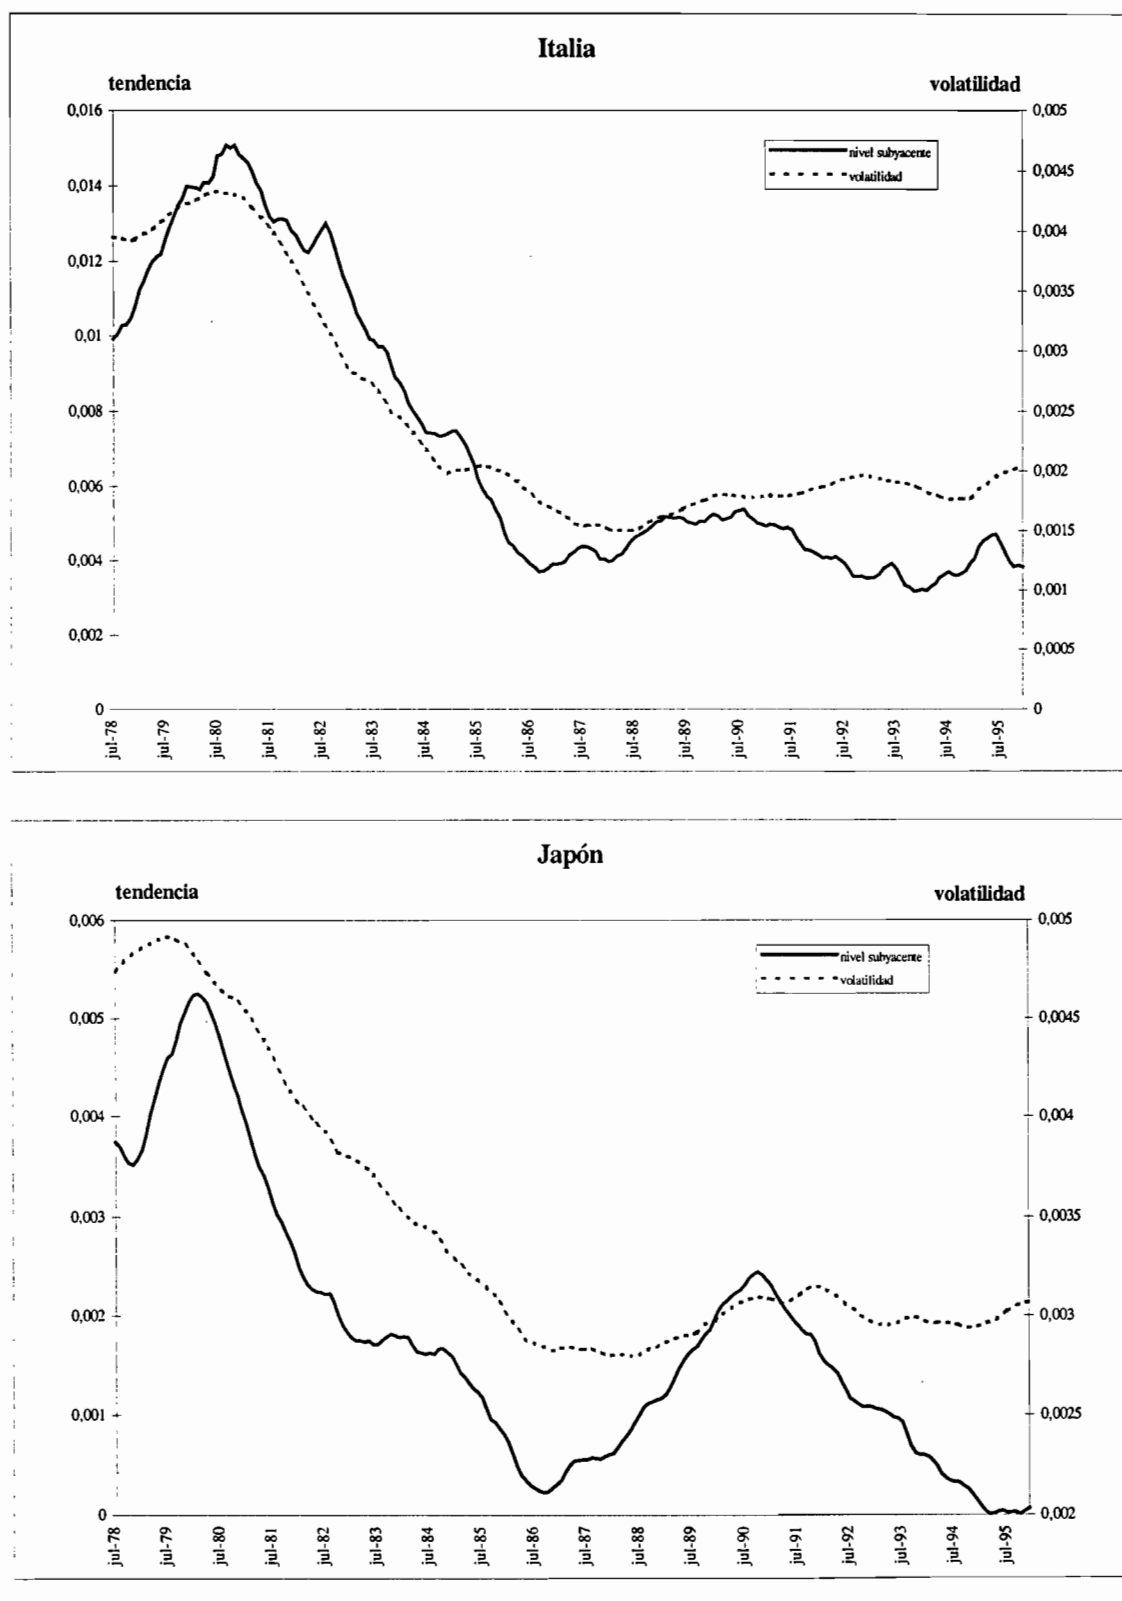 Italia
tendencia
volatilidad
0,016
0,014
0,012
0,01
0,008
0,006
0,004
0,002
0
0,005
0,0045
0,004
0,0035
0,003
0,0025
0,002
0,0015
0,001
0,0005
0
nivel subyacente
volatilidad
jul-78
jul-79
jul-80
jul-81
jul-82
jul-83
jul-84
jul-85
jul-86
jul-87
jul-88
jul-89
jul-90
jul-91
jul-92
jul-93
jul-94
jul-95
Japón
tendencia
volatilidad
0,006
0,005
0,004
0,003
0,002
0,001
0
0,005
0,0045
0,004
0,0035
0,003
0,0025
0,002
nivel subyacente
volatilidad
jul-78
jul-79
jul-80
jul-81
jul-82
jul-83
jul-84
jul-85
jul-86
jul-87
jul-88
jul-89
jul-90
jul-91
jul-92
jul-93
jul-94
jul-95